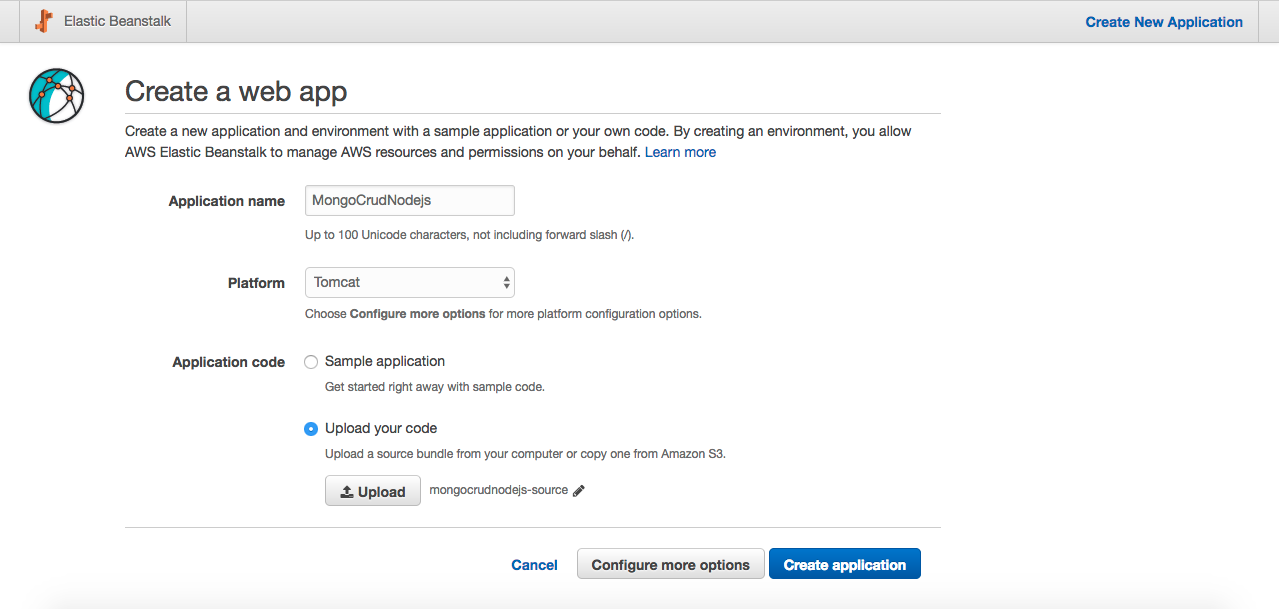 Elastic Beanstalk
Create New Application
Create a web app
Create a new application and environment with a sample application or your own code. By creating an environment, you allow
AWS Elastic Beanstalk to manage AWS resources and permissions on your behalf. Learn more
Application name
MongoCrudNodejs
Up to 100 Unicode characters, not including forward slash (/).
Platform
Tomcat
Choose Configure more options for more platform configuration options.
Application code
Sample application
Get started right away with sample code.
Upload your code
Upload a source bundle from your computer or copy one from Amazon S3.
Upload
mongocrudnodejs-source
Cancel
Configure more options
Create application